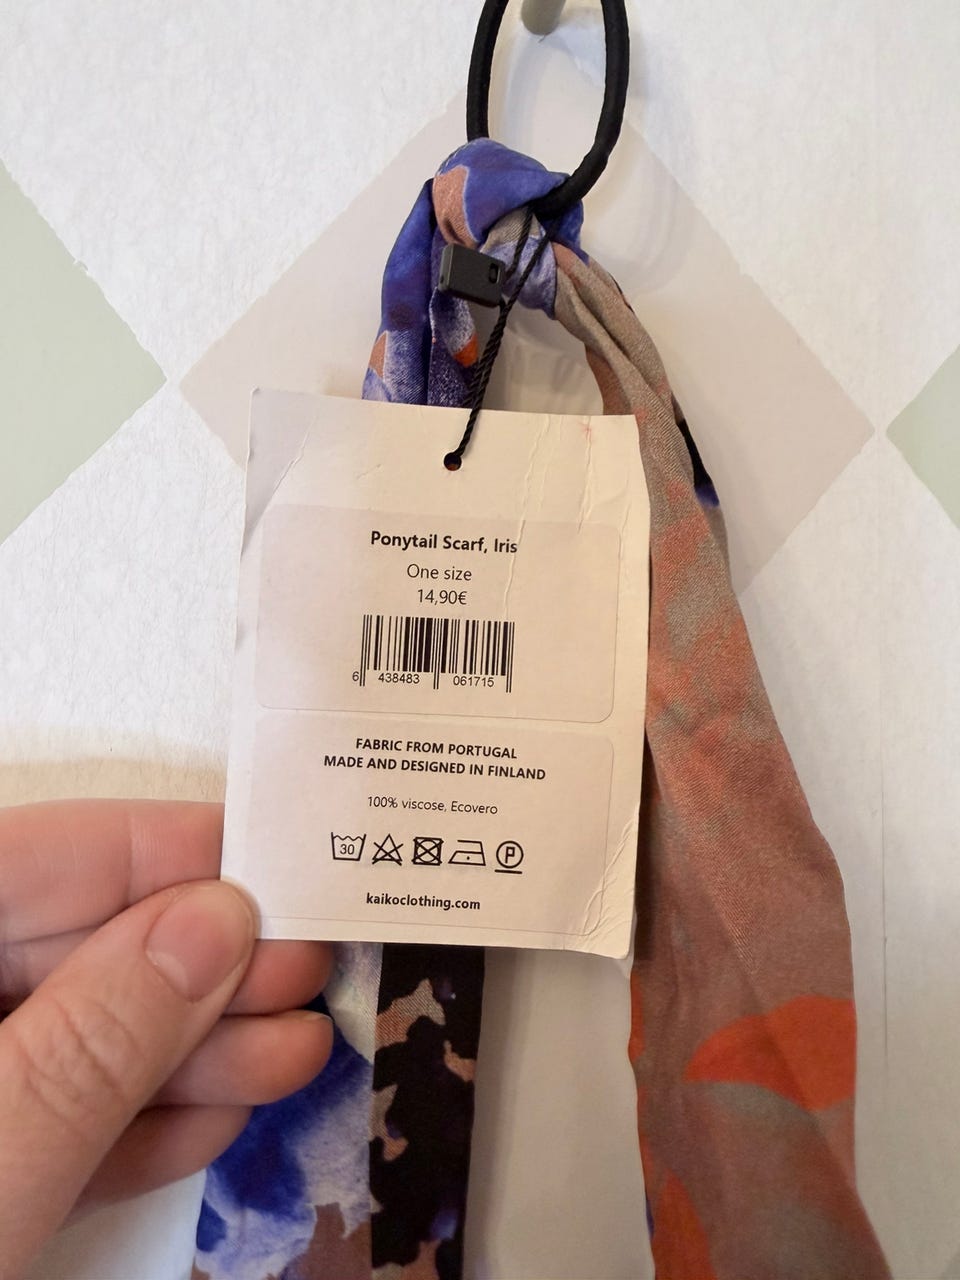 Ponytail Scarf, Iris
One size
14,90€
6 438483 061715
FABRIC FROM PORTUGAL
MADE AND DESIGNED IN FINLAND
100% viscose, Ecovero
30 P
kaikoclothing.com